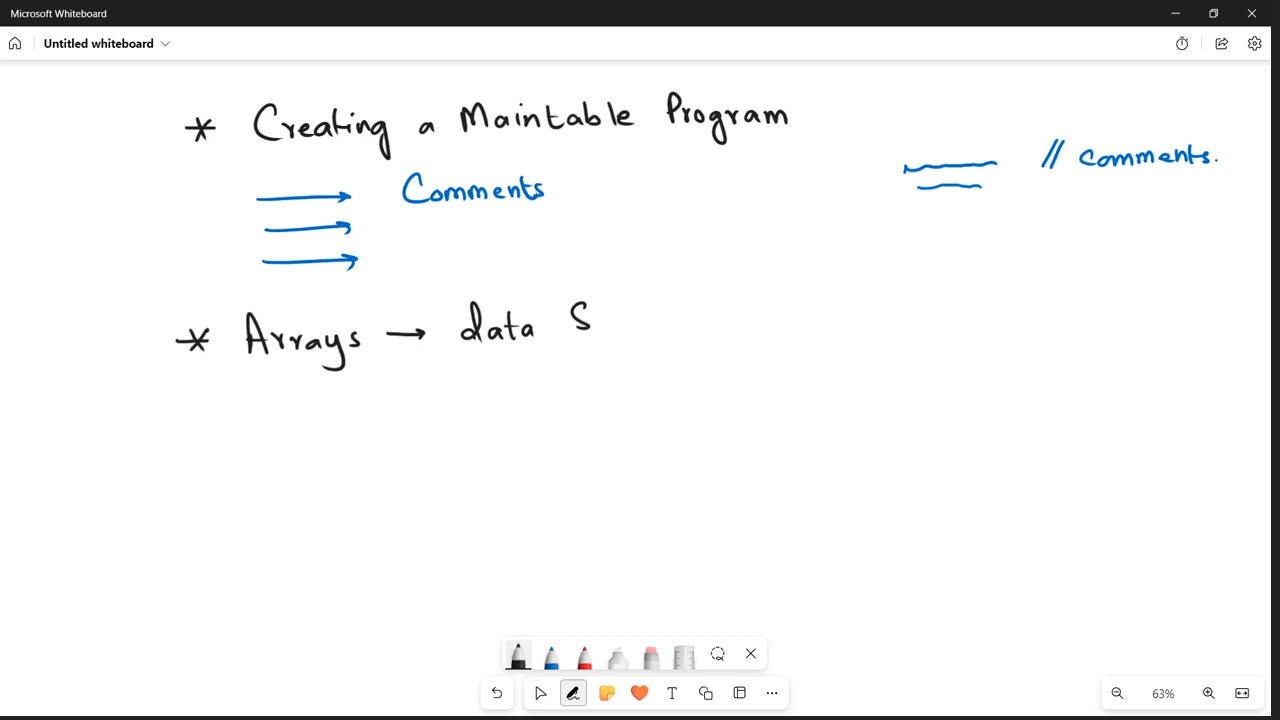 Microsoft Whiteboard
Untitled whiteboard
* Creating a Maintable Program
// comments.
Comments
* Arrays → data S
63%